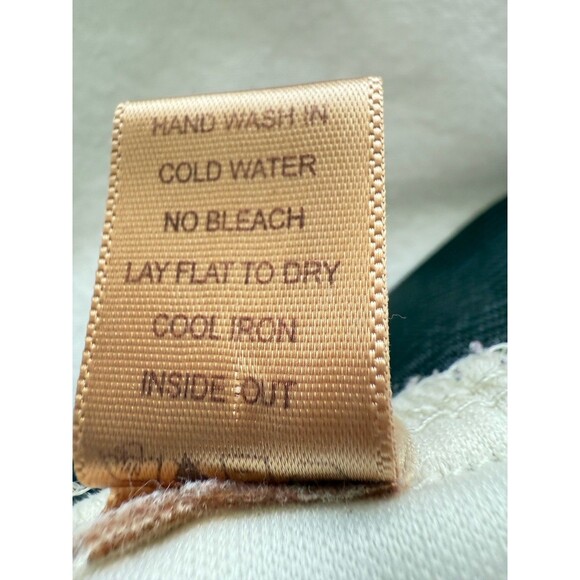 HAND WASH IN
COLD WATER
NO BLEACH
LAY FLAT TO DRY
COOL IRON
INSIDE OUT